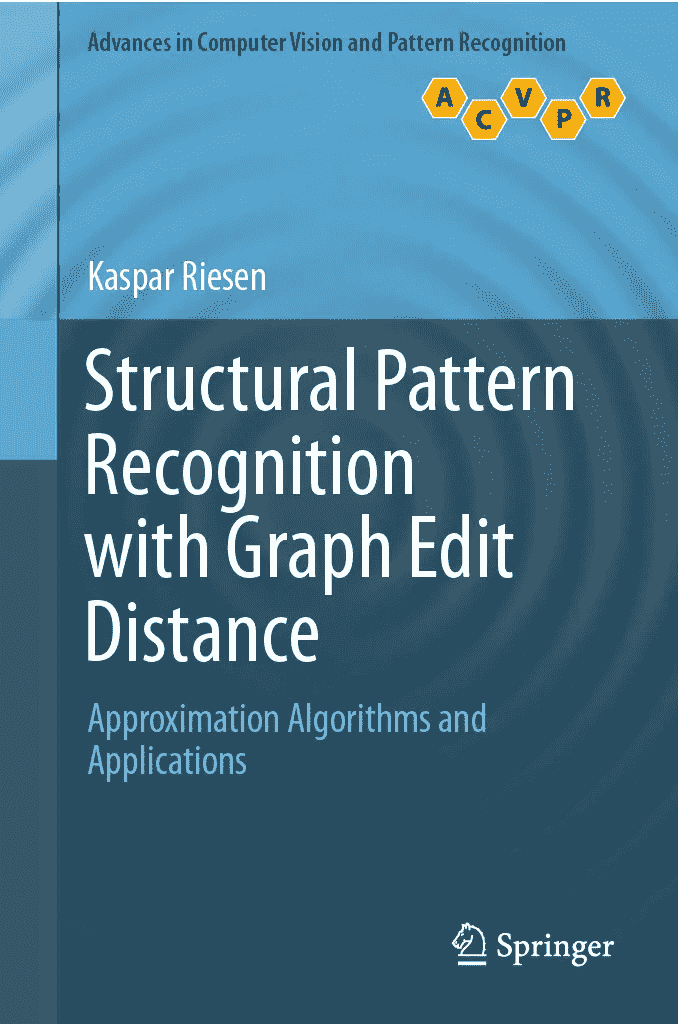 Advances in Computer Vision and Pattern Recognition
A C V P R
Kaspar Riesen
Structural Pattern
Recognition
with Graph Edit
Distance
Approximation Algorithms and
Applications
Springer